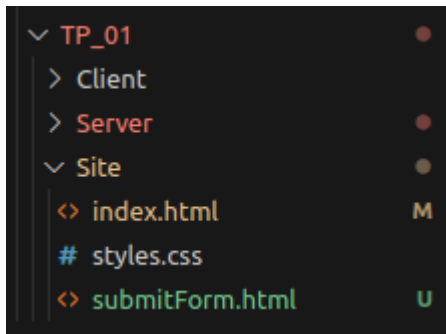 TP_01
Client
Server
Site
<> index.html M
# styles.css
<> submitForm.html U